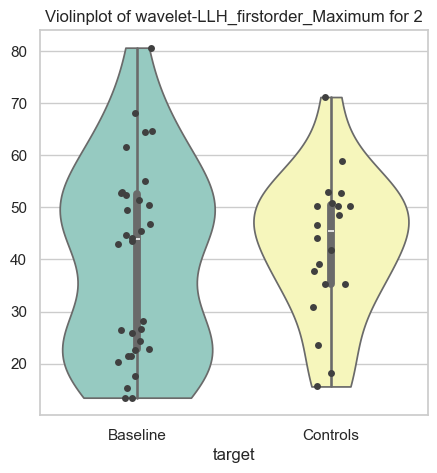 Violinplot of wavelet-LLH_firstorder_Maximum for 2
80
70
60
50
40
30
20
Baseline
Controls
target